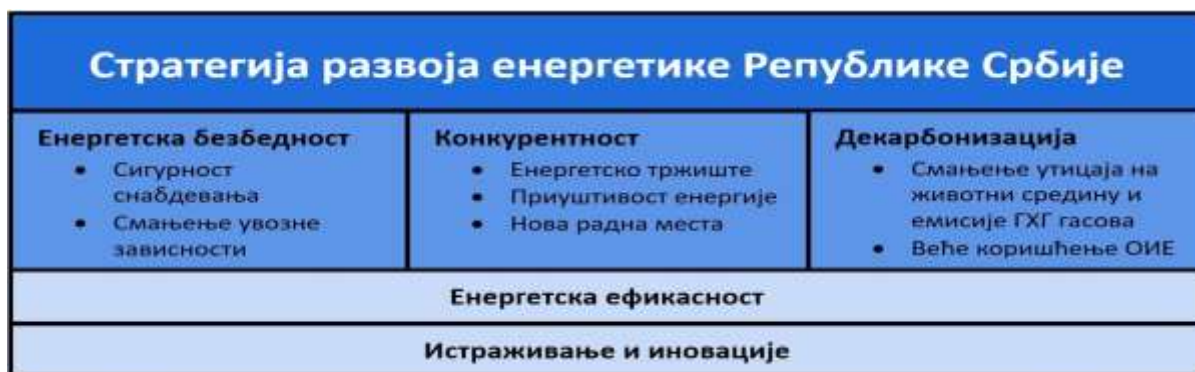 Стратегија развоја енергетике Републике Србије
Енергетска безбедност
• Сигурност
снабдевања
• Смањење увозне
зависности
Конкурентност
• Енергетско тржиште
• Приуштивост енергије
• Нова радна места
Декарбонизација
• Смањење утицаја на
животни средину и
емисије ГХГ гасова
• Веће коришћење ОИЕ
Енергетска ефикасност
Истраживање и иновације